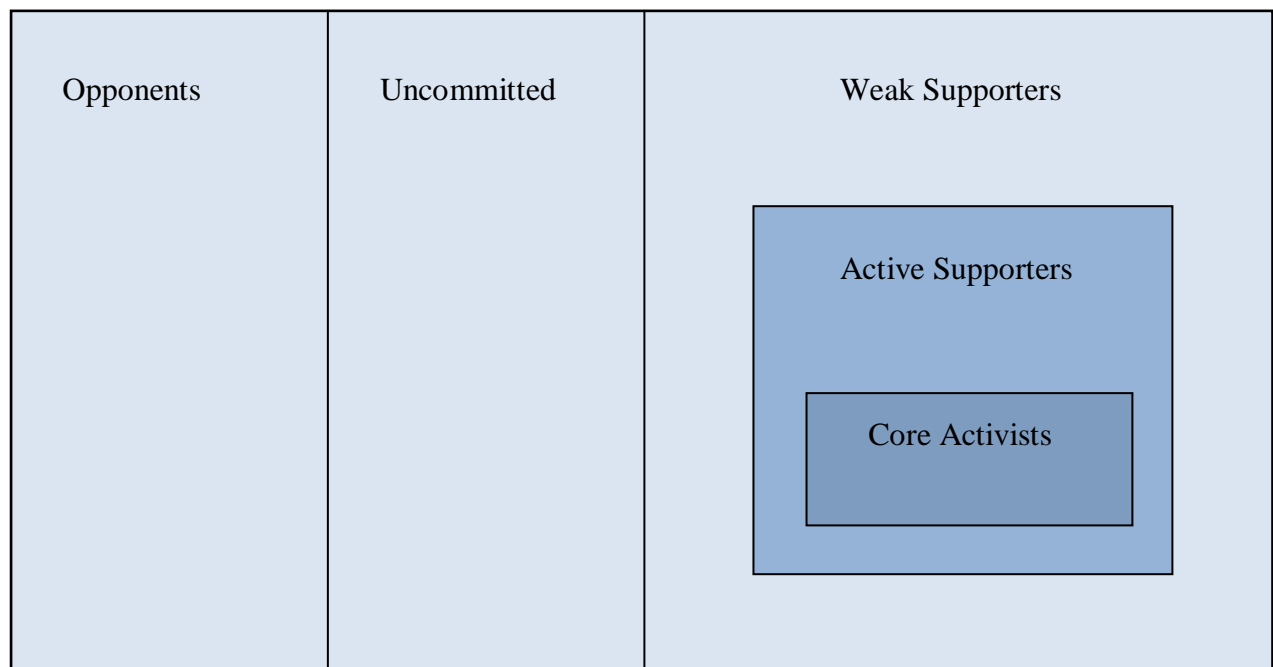 Opponents
Uncommitted
Weak Supporters
Active Supporters
Core Activists